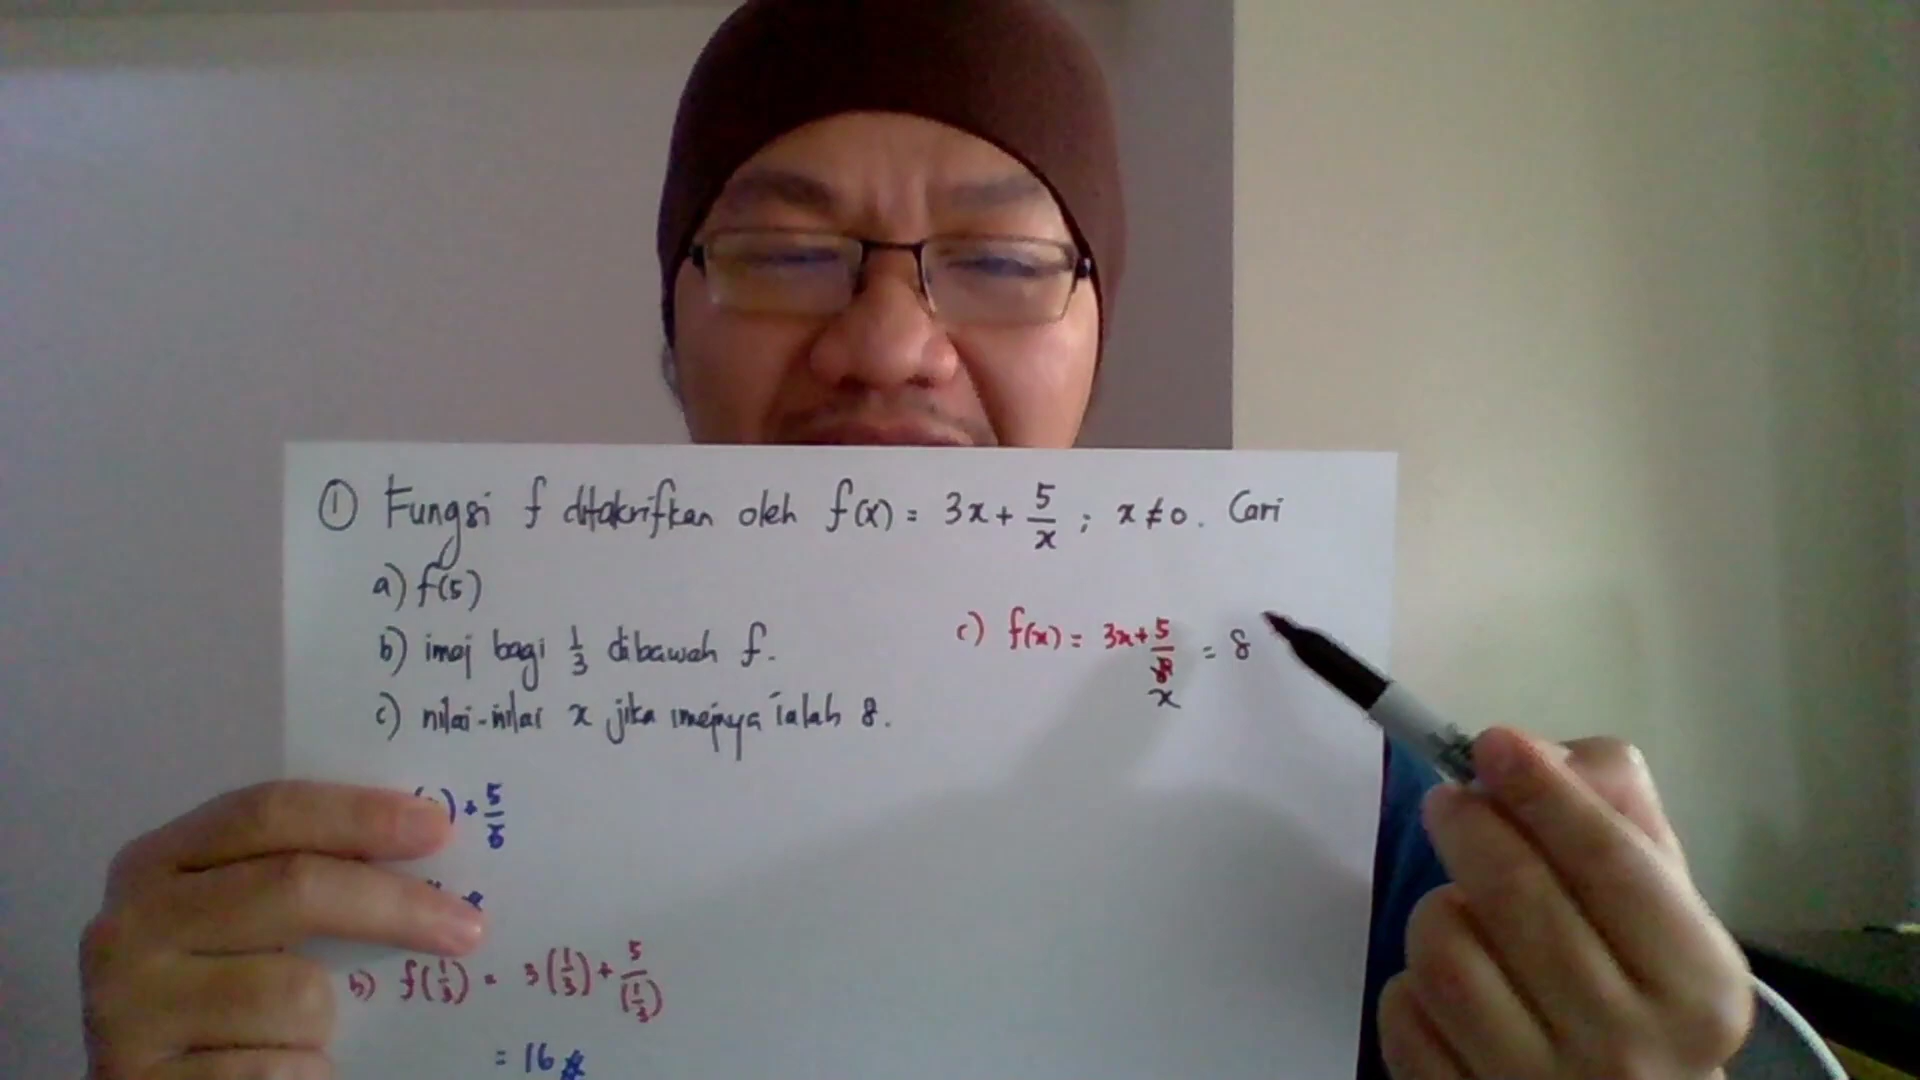 ① Fungsi f ditakrifkan oleh f(x) = 3x + 5/x ; x ≠ 0. Cari
a) f(5)
b) imej bagi 1/3 dibawah f.
c) nilai-nilai x jika imejnya ialah 8.
c) f(x) = 3x + 5/x = 8
) + 5/5
b) f(1/3) = 3(1/3) + 5/(1/3)
= 16